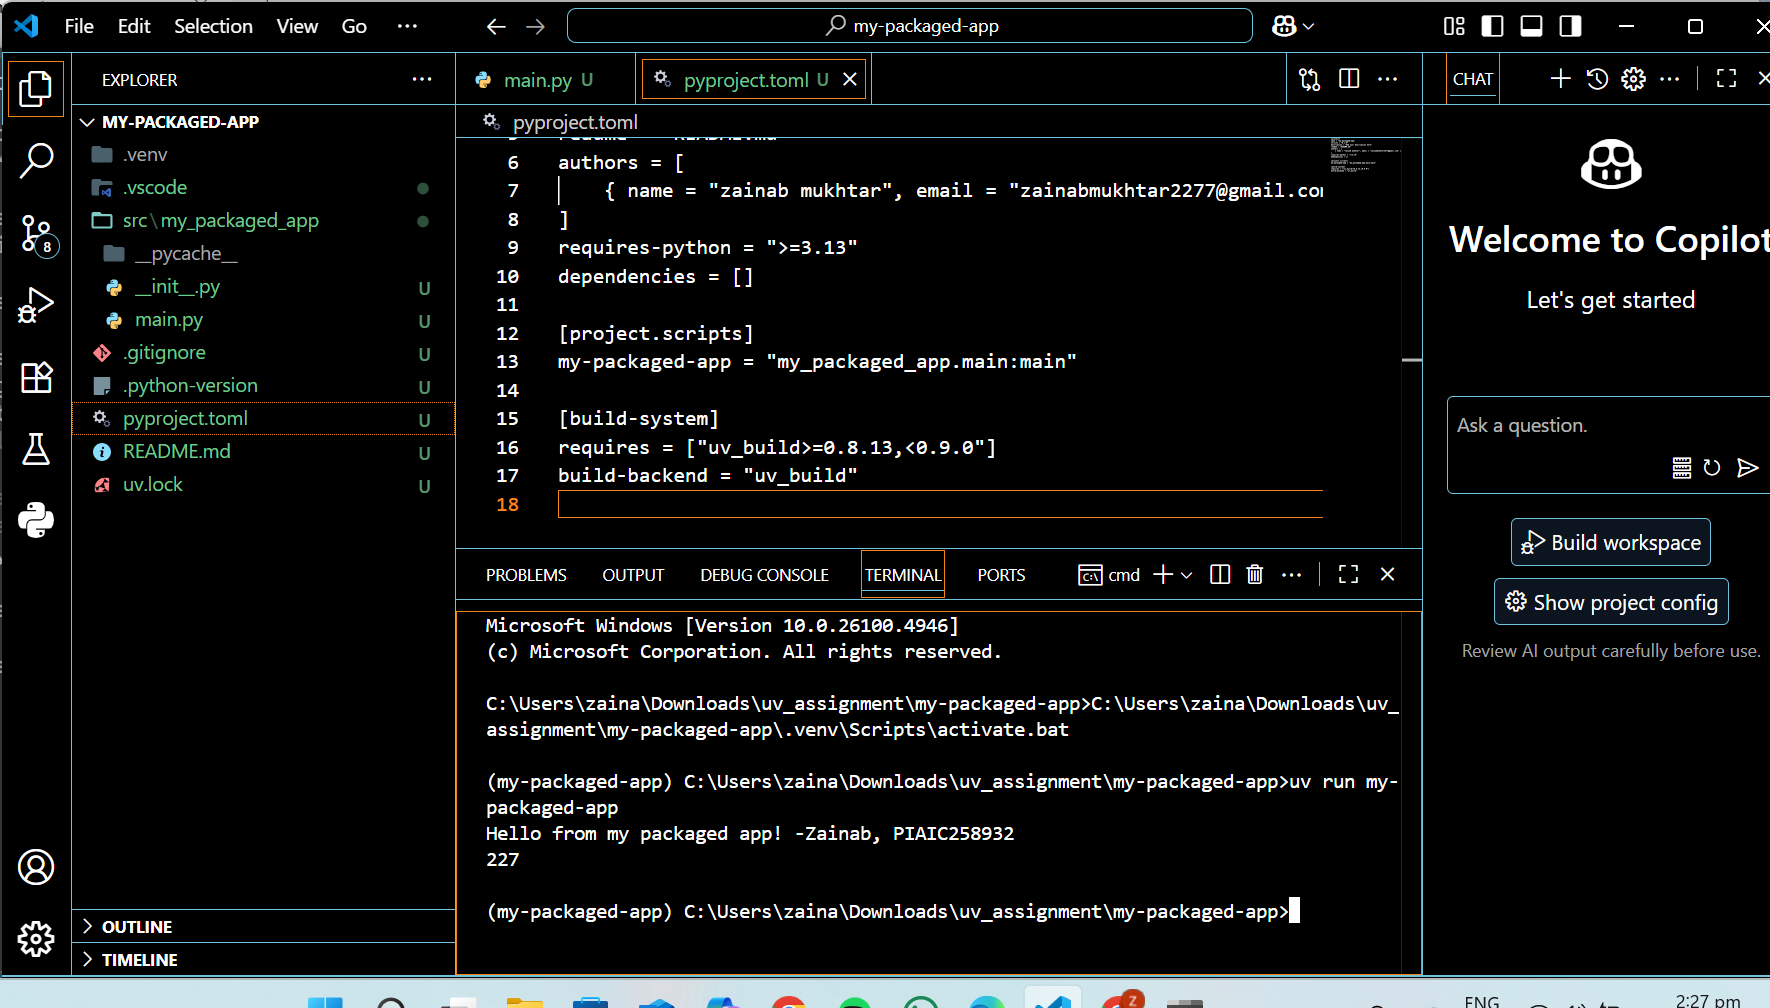 File Edit Selection View Go ···
my-packaged-app
EXPLORER
MY-PACKAGED-APP
.venv
.vscode
src\my_packaged_app
__pycache__
__init__.py U
main.py U
.gitignore U
.python-version U
pyproject.toml U
README.md U
uv.lock U
8
OUTLINE
TIMELINE
main.py U
pyproject.toml U
pyproject.toml
6 authors = [
7 { name = "zainab mukhtar", email = "zainabmukhtar2277@gmail.co
8 ]
9 requires-python = ">=3.13"
10 dependencies = []
11
12 [project.scripts]
13 my-packaged-app = "my_packaged_app.main:main"
14
15 [build-system]
16 requires = ["uv_build>=0.8.13,<0.9.0"]
17 build-backend = "uv_build"
18
PROBLEMS OUTPUT DEBUG CONSOLE TERMINAL PORTS
cmd
Microsoft Windows [Version 10.0.26100.4946]
(c) Microsoft Corporation. All rights reserved.
C:\Users\zaina\Downloads\uv_assignment\my-packaged-app>C:\Users\zaina\Downloads\uv_
assignment\my-packaged-app\.venv\Scripts\activate.bat
(my-packaged-app) C:\Users\zaina\Downloads\uv_assignment\my-packaged-app>uv run my-
packaged-app
Hello from my packaged app! -Zainab, PIAIC258932
227
(my-packaged-app) C:\Users\zaina\Downloads\uv_assignment\my-packaged-app>
CHAT
Welcome to Copilot
Let's get started
Ask a question.
Build workspace
Show project config
Review AI output carefully before use.
Z
ENG
2:27 pm